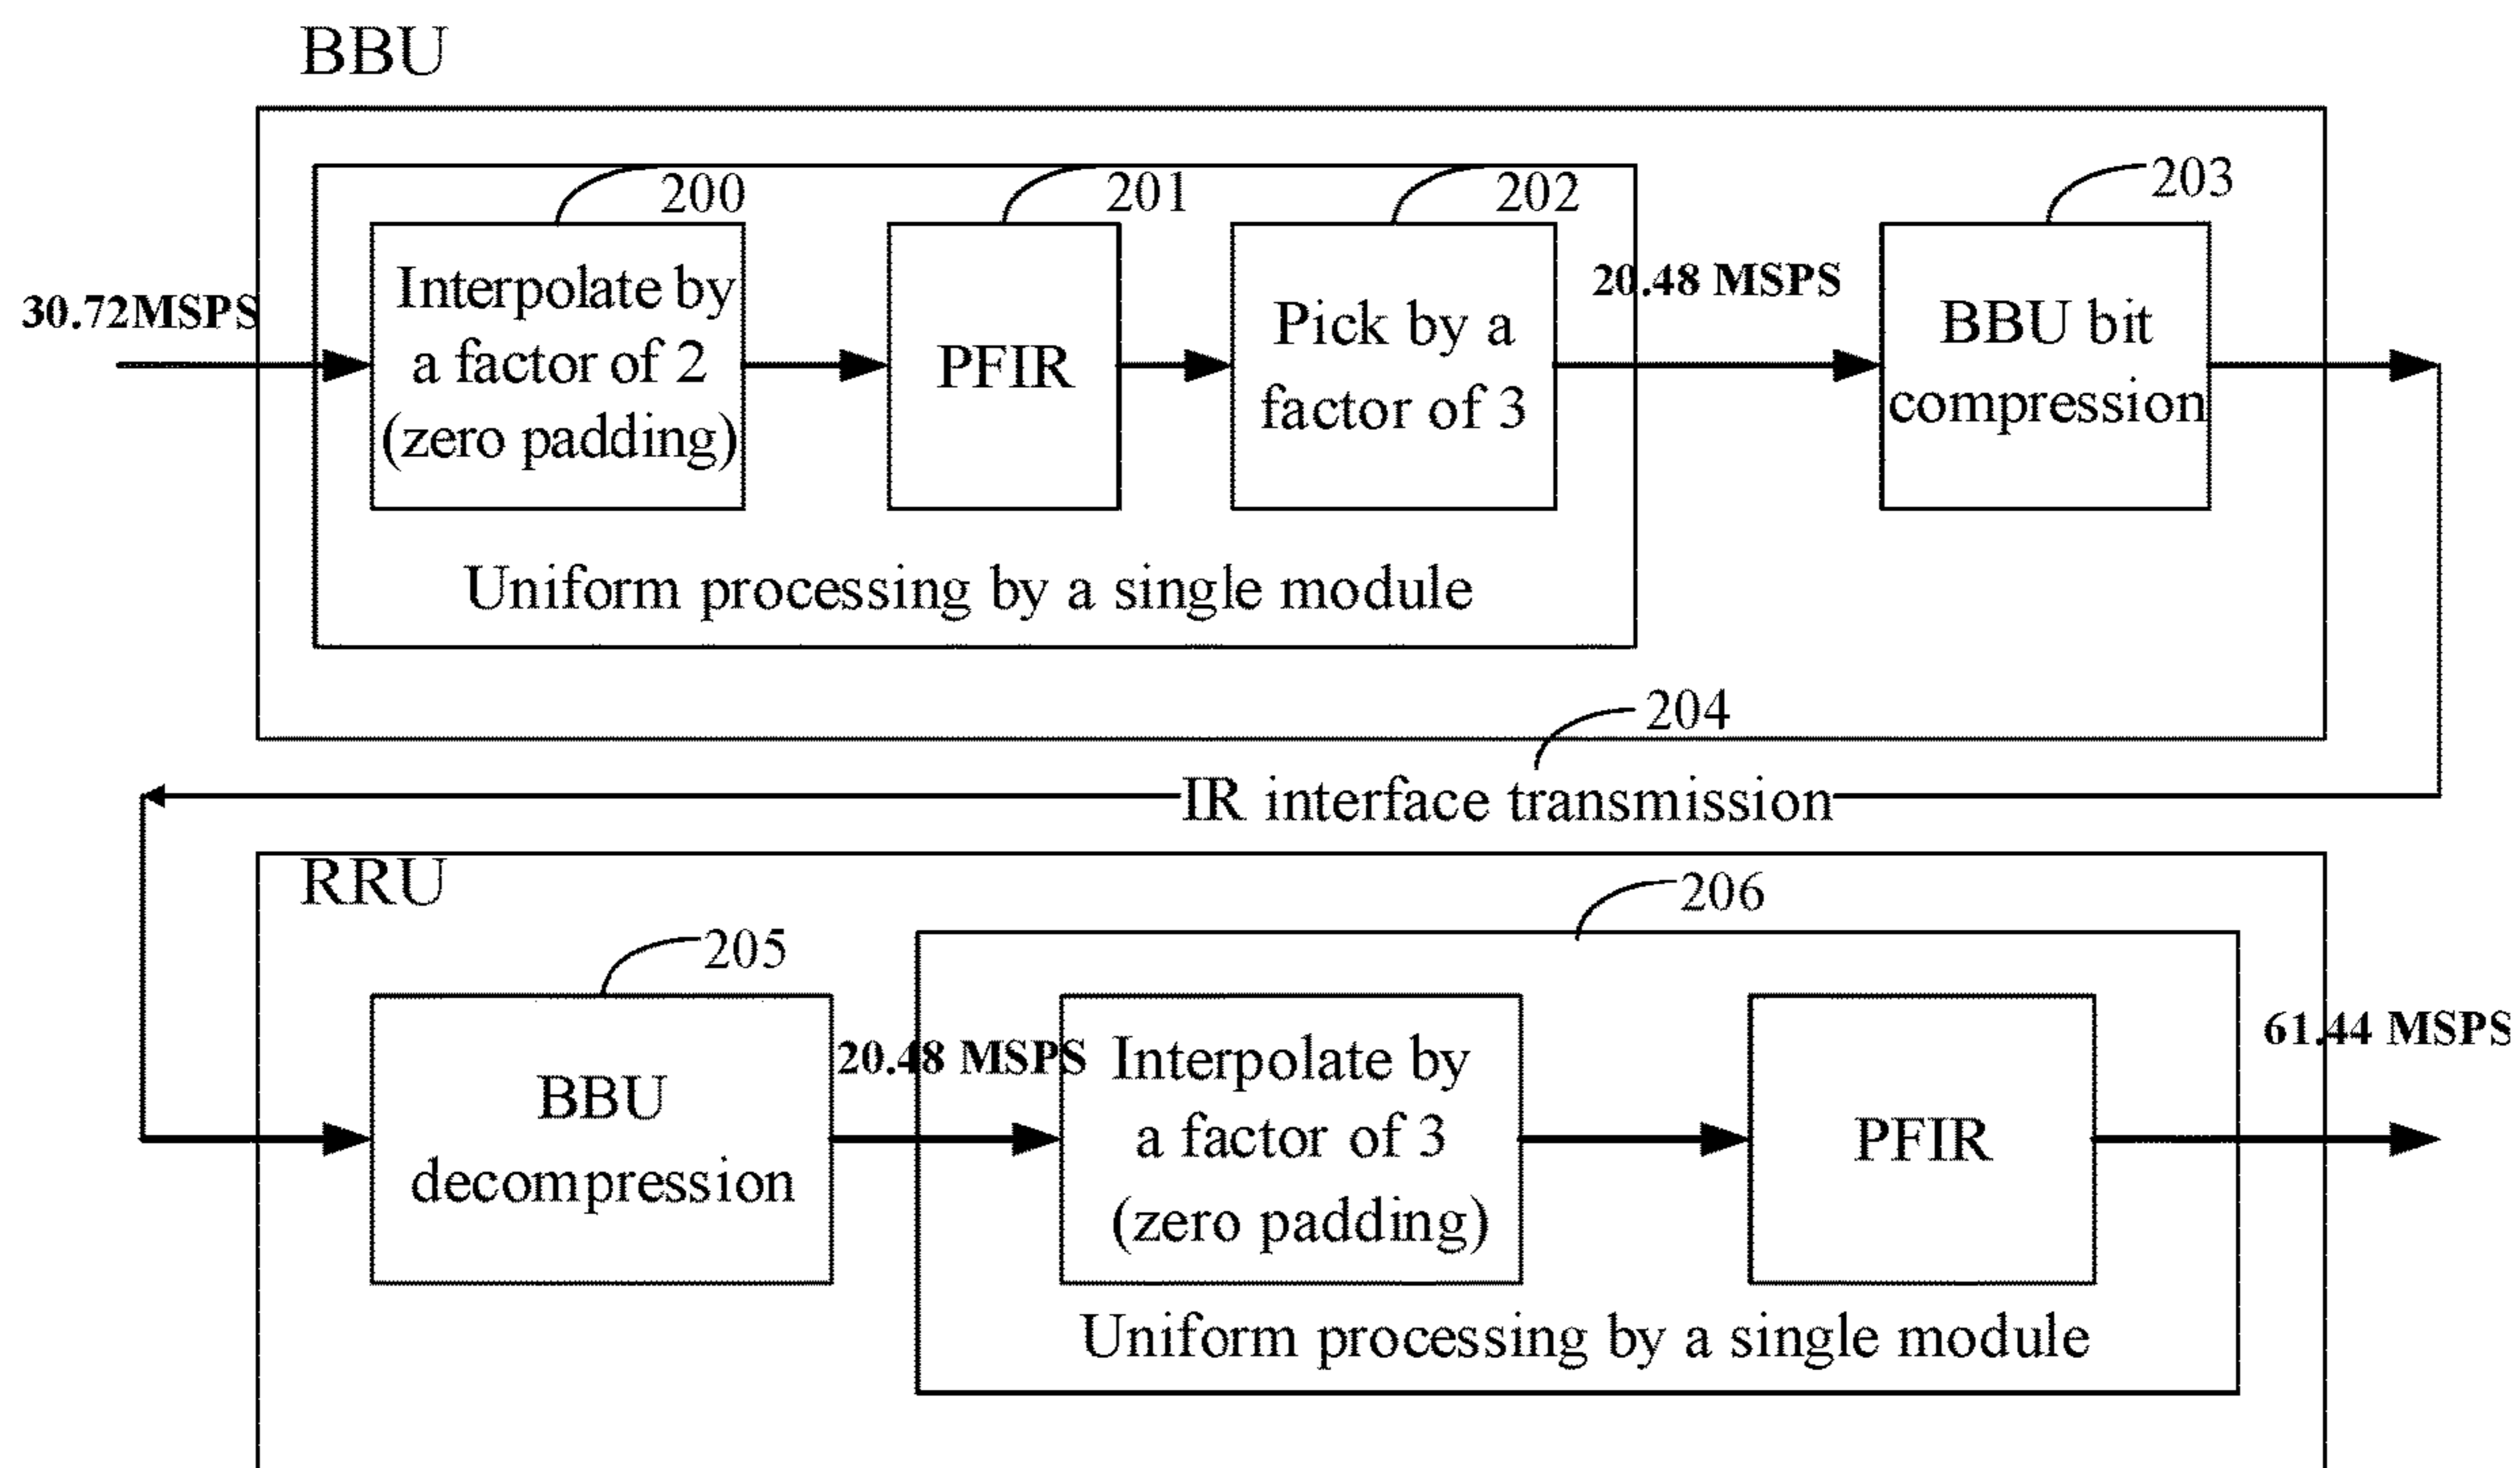 BBU
200
201
202
203
30.72MSPS
Interpolate by
a factor of 2
(zero padding)
PFIR
Pick by a
factor of 3
20.48 MSPS
BBU bit
compression
Uniform processing by a single module
204
IR interface transmission
RRU
205
206
BBU
decompression
20.48 MSPS
Interpolate by
a factor of 3
(zero padding)
PFIR
61.44 MSPS
Uniform processing by a single module